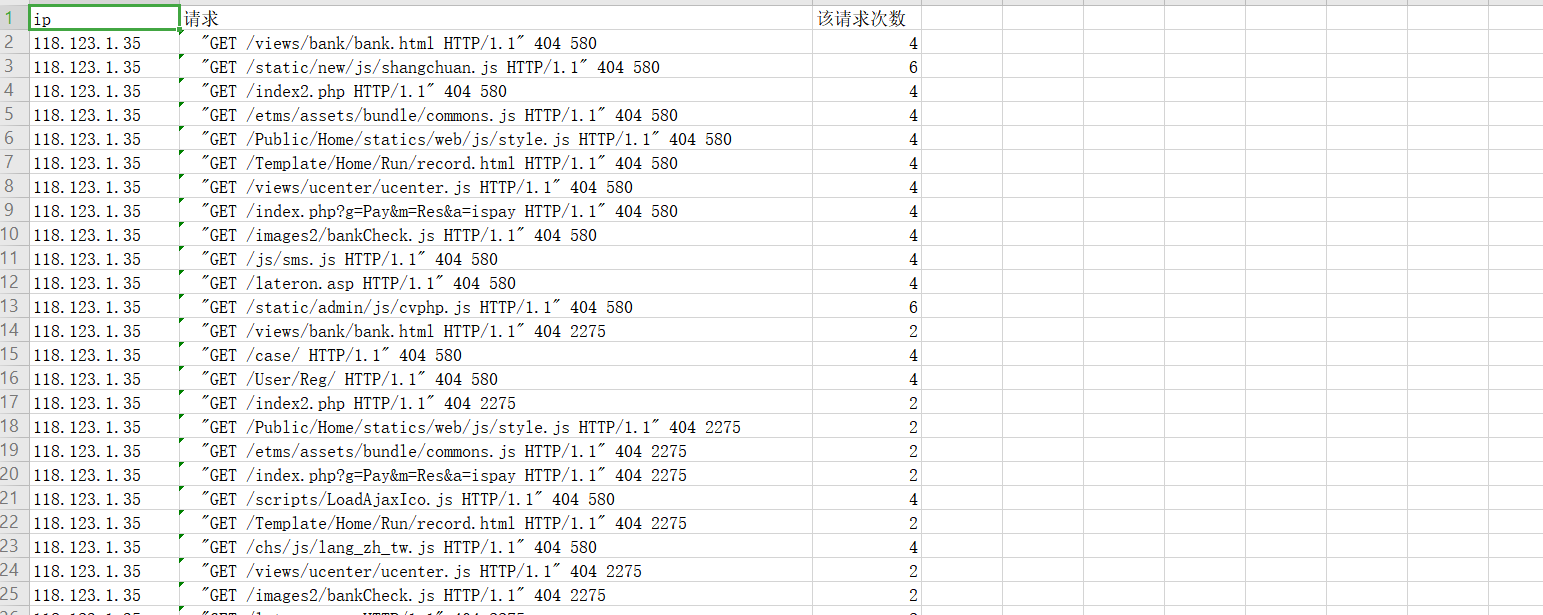 1 ip 请求 该请求次数
2 118.123.1.35 "GET /views/bank/bank.html HTTP/1.1" 404 580 4
3 118.123.1.35 "GET /static/new/js/shangchuan.js HTTP/1.1" 404 580 6
4 118.123.1.35 "GET /index2.php HTTP/1.1" 404 580 4
5 118.123.1.35 "GET /etms/assets/bundle/commons.js HTTP/1.1" 404 580 4
6 118.123.1.35 "GET /Public/Home/statics/web/js/style.js HTTP/1.1" 404 580 4
7 118.123.1.35 "GET /Template/Home/Run/record.html HTTP/1.1" 404 580 4
8 118.123.1.35 "GET /views/ucenter/ucenter.js HTTP/1.1" 404 580 4
9 118.123.1.35 "GET /index.php?g=Pay&m=Res&a=ispay HTTP/1.1" 404 580 4
10 118.123.1.35 "GET /images2/bankCheck.js HTTP/1.1" 404 580 4
11 118.123.1.35 "GET /js/sms.js HTTP/1.1" 404 580 4
12 118.123.1.35 "GET /lateron.asp HTTP/1.1" 404 580 4
13 118.123.1.35 "GET /static/admin/js/cvphp.js HTTP/1.1" 404 580 6
14 118.123.1.35 "GET /views/bank/bank.html HTTP/1.1" 404 2275 2
15 118.123.1.35 "GET /case/ HTTP/1.1" 404 580 4
16 118.123.1.35 "GET /User/Reg/ HTTP/1.1" 404 580 4
17 118.123.1.35 "GET /index2.php HTTP/1.1" 404 2275 2
18 118.123.1.35 "GET /Public/Home/statics/web/js/style.js HTTP/1.1" 404 2275 2
19 118.123.1.35 "GET /etms/assets/bundle/commons.js HTTP/1.1" 404 2275 2
20 118.123.1.35 "GET /index.php?g=Pay&m=Res&a=ispay HTTP/1.1" 404 2275 2
21 118.123.1.35 "GET /scripts/LoadAjaxIco.js HTTP/1.1" 404 580 4
22 118.123.1.35 "GET /Template/Home/Run/record.html HTTP/1.1" 404 2275 2
23 118.123.1.35 "GET /chs/js/lang_zh_tw.js HTTP/1.1" 404 580 4
24 118.123.1.35 "GET /views/ucenter/ucenter.js HTTP/1.1" 404 2275 2
25 118.123.1.35 "GET /images2/bankCheck.js HTTP/1.1" 404 2275 2